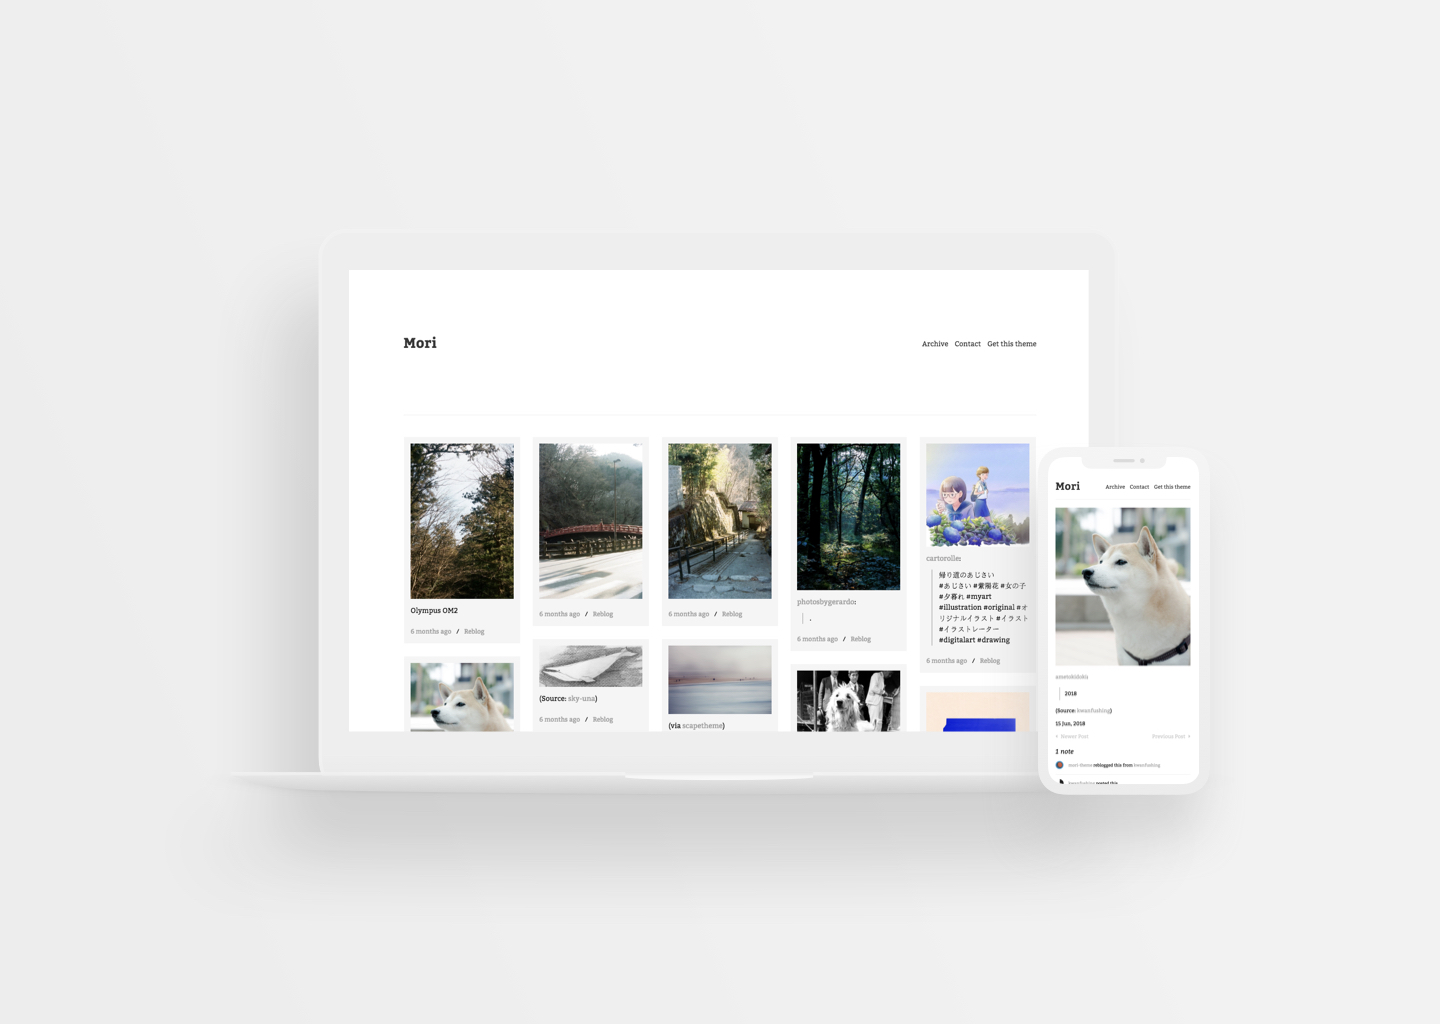 Mori
Archive Contact Get this theme
Olympus OM2
6 months ago / Reblog
6 months ago / Reblog
(Source: sky-una)
6 months ago / Reblog
6 months ago / Reblog
(via scapetheme)
photosbygerardo:
.
6 months ago / Reblog
cartorolle:
帰り道のあじさい
#あじさい #紫陽花 #女の子
#夕暮れ #myart
#illustration #original #オ
リジナルイラスト #イラスト
#イラストレーター
#digitalart #drawing
6 months ago / Reblog
Mori
Archive Contact Get this theme
2018
(Source: kwanfushing)
15 Jun, 2018
< Newer Post Previous Post >
1 note
mori-theme reblogged this from kwanfushing
kwanfushing posted this